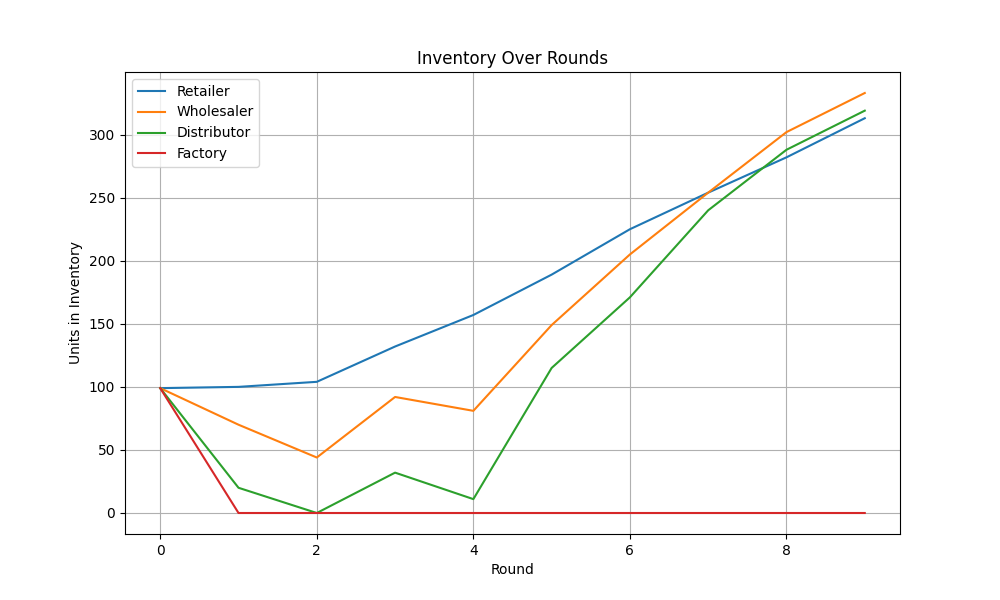 Inventory Over Rounds
Retailer
Wholesaler
Distributor
Factory
Units in Inventory
300
250
200
150
100
50
0
0 2 4 6 8
Round